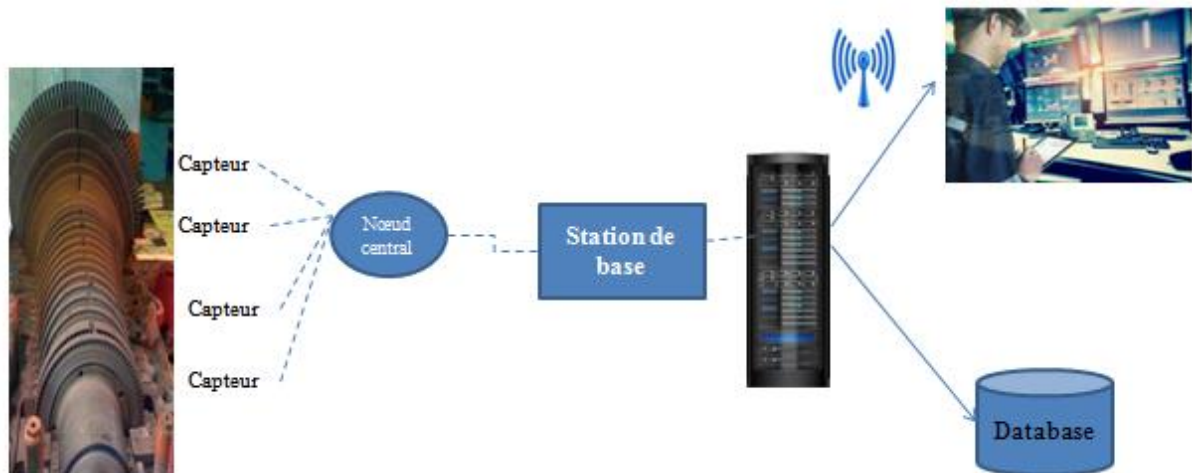 Capteur
Capteur
Capteur
Capteur
Nœud
central
Station de
base
Database